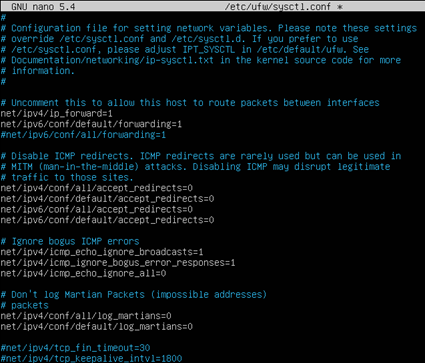 GNU nano 5.4 /etc/ufw/sysctl.conf *
#
# Configuration file for setting network variables. Please note these settings
# override /etc/sysctl.conf and /etc/sysctl.d. If you prefer to use
# /etc/sysctl.conf, please adjust IPT_SYSCTL in /etc/default/ufw. See
# Documentation/networking/ip-sysctl.txt in the kernel source code for more
# information.
#
# Uncomment this to allow this host to route packets between interfaces
net/ipv4/ip_forward=1
net/ipv6/conf/default/forwarding=1
#net/ipv6/conf/all/forwarding=1
# Disable ICMP redirects. ICMP redirects are rarely used but can be used in
# MITM (man-in-the-middle) attacks. Disabling ICMP may disrupt legitimate
# traffic to those sites.
net/ipv4/conf/all/accept_redirects=0
net/ipv4/conf/default/accept_redirects=0
net/ipv6/conf/all/accept_redirects=0
net/ipv6/conf/default/accept_redirects=0
# Ignore bogus ICMP errors
net/ipv4/icmp_echo_ignore_broadcasts=1
net/ipv4/icmp_ignore_bogus_error_responses=1
net/ipv4/icmp_echo_ignore_all=0
# Don't log Martian Packets (impossible addresses)
# packets
net/ipv4/conf/all/log_martians=0
net/ipv4/conf/default/log_martians=0
#net/ipv4/tcp_fin_timeout=30
#net/ipv4/tcp_keepalive_intvl=1800